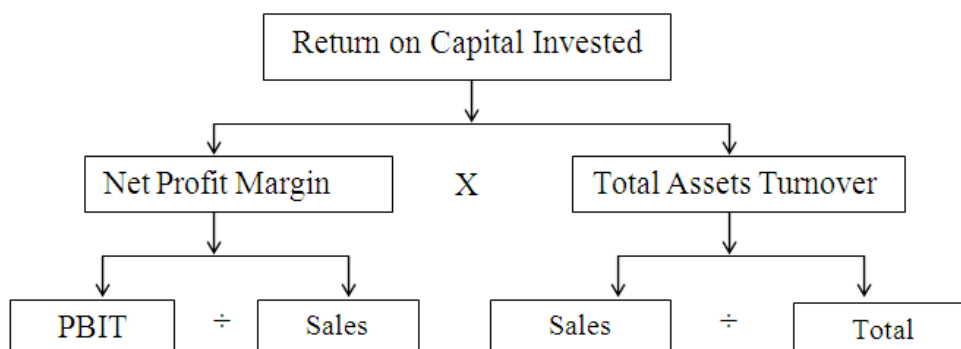 Return on Capital Invested
Net Profit Margin X Total Assets Turnover
PBIT ÷ Sales Sales ÷ Total